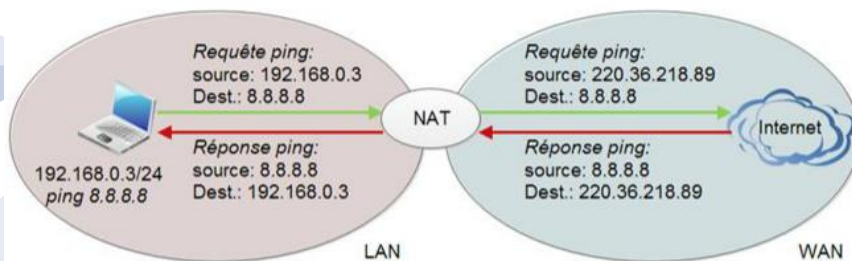 Requête ping:
source: 192.168.0.3
Dest.: 8.8.8.8
Réponse ping:
source: 8.8.8.8
Dest.: 192.168.0.3
192.168.0.3/24
ping 8.8.8.8
LAN
NAT
Requête ping:
source: 220.36.218.89
Dest.: 8.8.8.8
Réponse ping:
source: 8.8.8.8
Dest.: 220.36.218.89
Internet
WAN